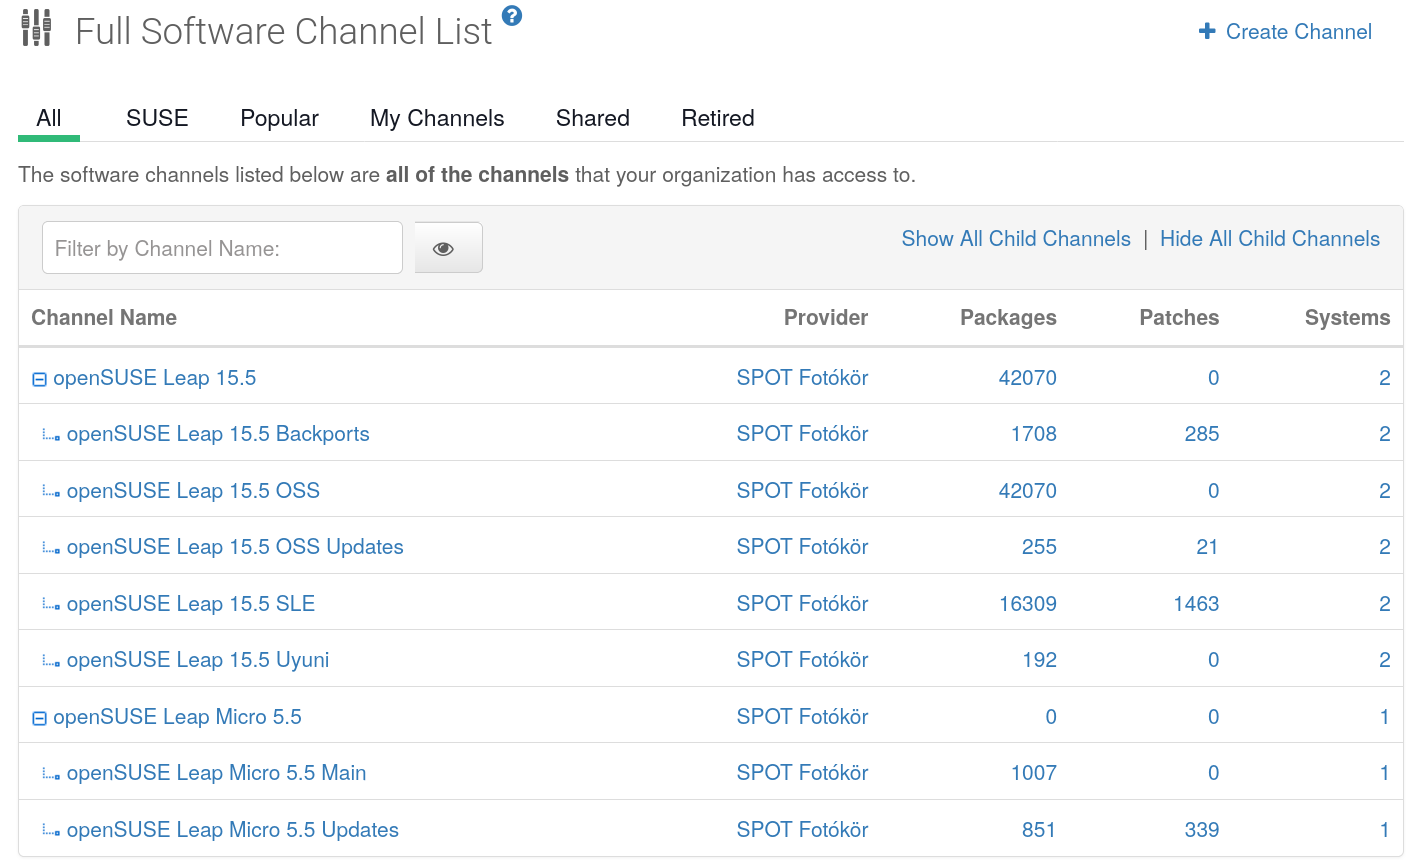 Full Software Channel List ?
+ Create Channel
All SUSE Popular My Channels Shared Retired
The software channels listed below are all of the channels that your organization has access to.
Filter by Channel Name:
Show All Child Channels | Hide All Child Channels
Channel Name Provider Packages Patches Systems
openSUSE Leap 15.5 SPOT Fotókör 42070 0 2
openSUSE Leap 15.5 Backports SPOT Fotókör 1708 285 2
openSUSE Leap 15.5 OSS SPOT Fotókör 42070 0 2
openSUSE Leap 15.5 OSS Updates SPOT Fotókör 255 21 2
openSUSE Leap 15.5 SLE SPOT Fotókör 16309 1463 2
openSUSE Leap 15.5 Uyuni SPOT Fotókör 192 0 2
openSUSE Leap Micro 5.5 SPOT Fotókör 0 0 1
openSUSE Leap Micro 5.5 Main SPOT Fotókör 1007 0 1
openSUSE Leap Micro 5.5 Updates SPOT Fotókör 851 339 1